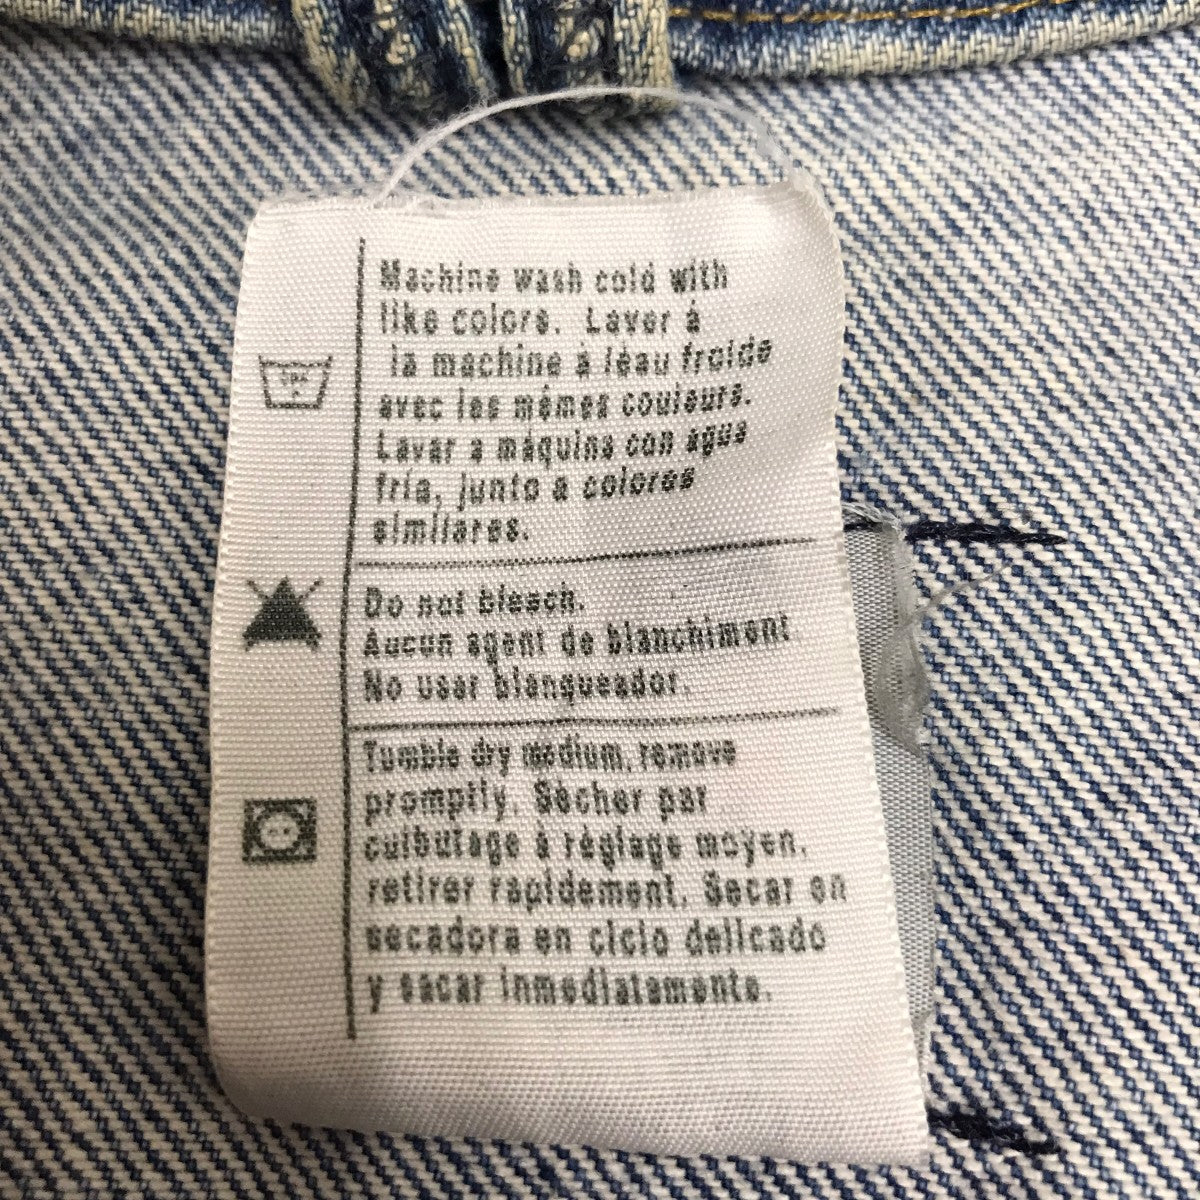 Machine wash cold with
like colors. Laver à
la machine à léau froide
avec les mémes couleurs.
Lavar a máquina con agua
fría, junto a colores
similares.
Do not bleach.
Aucun agent de blanchiment
No usar blanqueador.
Tumble dry medium, remove
promptly. Sécher par
culbutage à réglage moyen,
retirer rapidement. Secar en
secadora en ciclo delicado
y sacar inmediatamente.